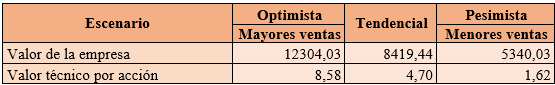 Escenario Optimista Tendencial Pesimista
Mayores ventas Menores ventas
Valor de la empresa 12304,03 8419,44 5340,03
Valor técnico por acción 8,58 4,70 1,62